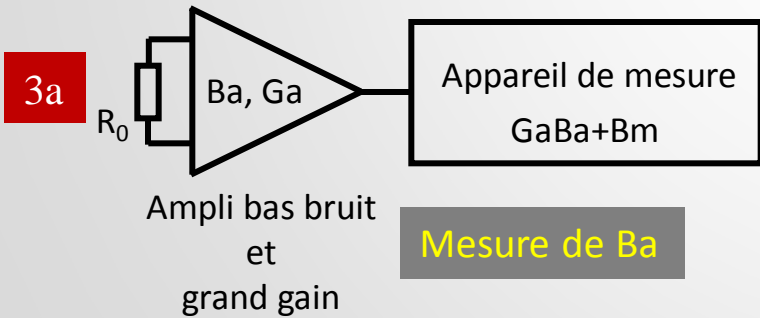 3a
R₀
Ba, Ga
Appareil de mesure
GaBa+Bm
Ampli bas bruit
et
grand gain
Mesure de Ba